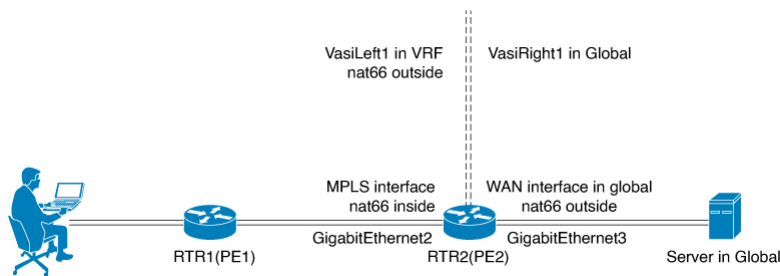 VasiLeft1 in VRF
nat66 outside
VasiRight1 in Global
MPLS interface
nat66 inside
WAN interface in global
nat66 outside
GigabitEthernet2
GigabitEthernet3
RTR1(PE1)
RTR2(PE2)
Server in Global